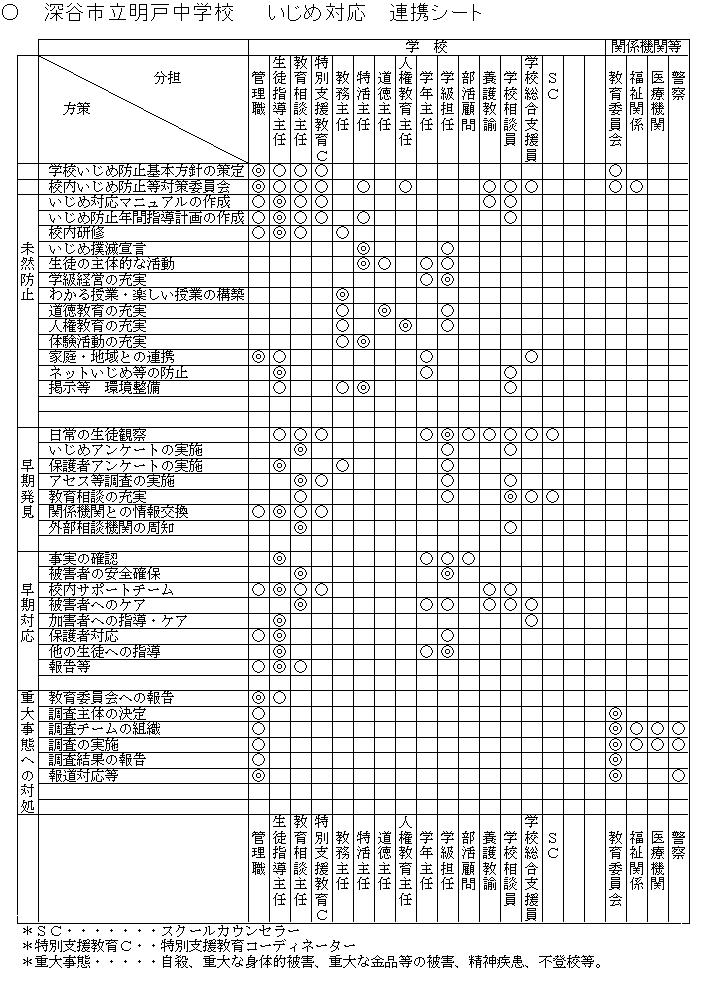 ○ 深谷市立明戸中学校 いじめ対応 連携シート
学校 関係機関等
分担
方策
管理職 生徒指導主任 教育相談主任 特別支援教育C 教務主任 特活主任 道徳主任 人権教育主任 学年主任 学級担任 部活顧問 養護教諭 学校相談員 学校総合支援員 SC 教育委員会 福祉関係 医療機関 警察
学校いじめ防止基本方針の策定 ◎ ○ ○ ○ ○
校内いじめ防止等対策委員会 ◎ ○ ○ ○ ○ ○ ○ ○ ○ ○ ○
未然防止
いじめ対応マニュアルの作成 ○ ◎ ○ ○ ○ ○
いじめ防止年間指導計画の作成 ○ ◎ ○ ○ ○ ○
校内研修 ○ ◎ ○ ○
いじめ撲滅宣言 ◎ ○
生徒の主体的な活動 ◎ ○ ○ ○
学級経営の充実 ○ ◎
わかる授業・楽しい授業の構築 ◎
道徳教育の充実 ○ ◎ ○
人権教育の充実 ○ ◎ ○
体験活動の充実 ○ ◎
家庭・地域との連携 ◎ ○ ○ ○
ネットいじめ等の防止 ◎ ○ ○
掲示等 環境整備 ○ ○ ◎ ○
早期発見
日常の生徒観察 ○ ○ ○ ○ ◎ ○ ○ ○ ○ ○
いじめアンケートの実施 ◎ ○ ○
保護者アンケートの実施 ◎ ○ ○
アセス等調査の実施 ◎ ○ ○ ○
教育相談の充実 ○ ○ ◎ ○ ○
関係機関との情報交換 ○ ◎ ○ ○
外部相談機関の周知 ◎ ○
早期対応
事実の確認 ◎ ○ ○ ○
被害者の安全確保 ◎ ◎
校内サポートチーム ○ ◎ ○ ○ ○ ○
被害者へのケア ◎ ○ ○ ○ ○ ○
加害者への指導・ケア ◎ ○
保護者対応 ○ ◎ ○
他の生徒への指導 ◎ ○ ◎
報告等 ○ ◎ ○
重大事態への対処
教育委員会への報告 ◎ ○
調査主体の決定 ○ ◎
調査チームの組織 ○ ◎ ○ ○ ○
調査の実施 ○ ◎ ○ ○ ○
調査結果の報告 ○ ◎
報道対応等 ◎ ◎ ○
管理職 生徒指導主任 教育相談主任 特別支援教育C 教務主任 特活主任 道徳主任 人権教育主任 学年主任 学級担任 部活顧問 養護教諭 学校相談員 学校総合支援員 SC 教育委員会 福祉関係 医療機関 警察
＊SC・・・・・・・スクールカウンセラー
＊特別支援教育C・・特別支援教育コーディネーター
＊重大事態・・・・・自殺、重大な身体的被害、重大な金品等の被害、精神疾患、不登校等。